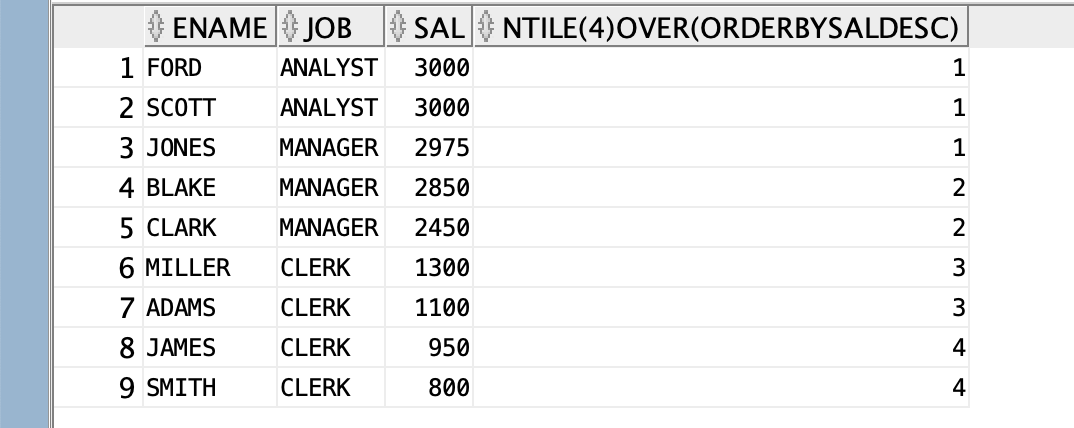 ENAME JOB SAL NTILE(4)OVER(ORDERBYSALDESC)
1 FORD ANALYST 3000 1
2 SCOTT ANALYST 3000 1
3 JONES MANAGER 2975 1
4 BLAKE MANAGER 2850 2
5 CLARK MANAGER 2450 2
6 MILLER CLERK 1300 3
7 ADAMS CLERK 1100 3
8 JAMES CLERK 950 4
9 SMITH CLERK 800 4